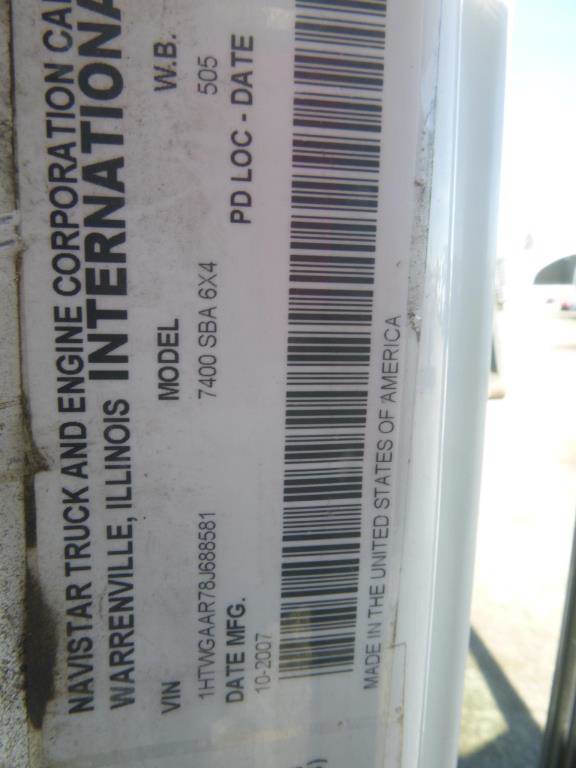 NAVISTAR TRUCK AND ENGINE CORPORATION
WARRENVILLE, ILLINOIS INTERNATIONA
VIN MODEL W.B.
1HTWGAAR78J688581 7400 SBA 6X4 505
DATE MFG. PD LOC - DATE
10-2007
MADE IN THE UNITED STATES OF AMERICA